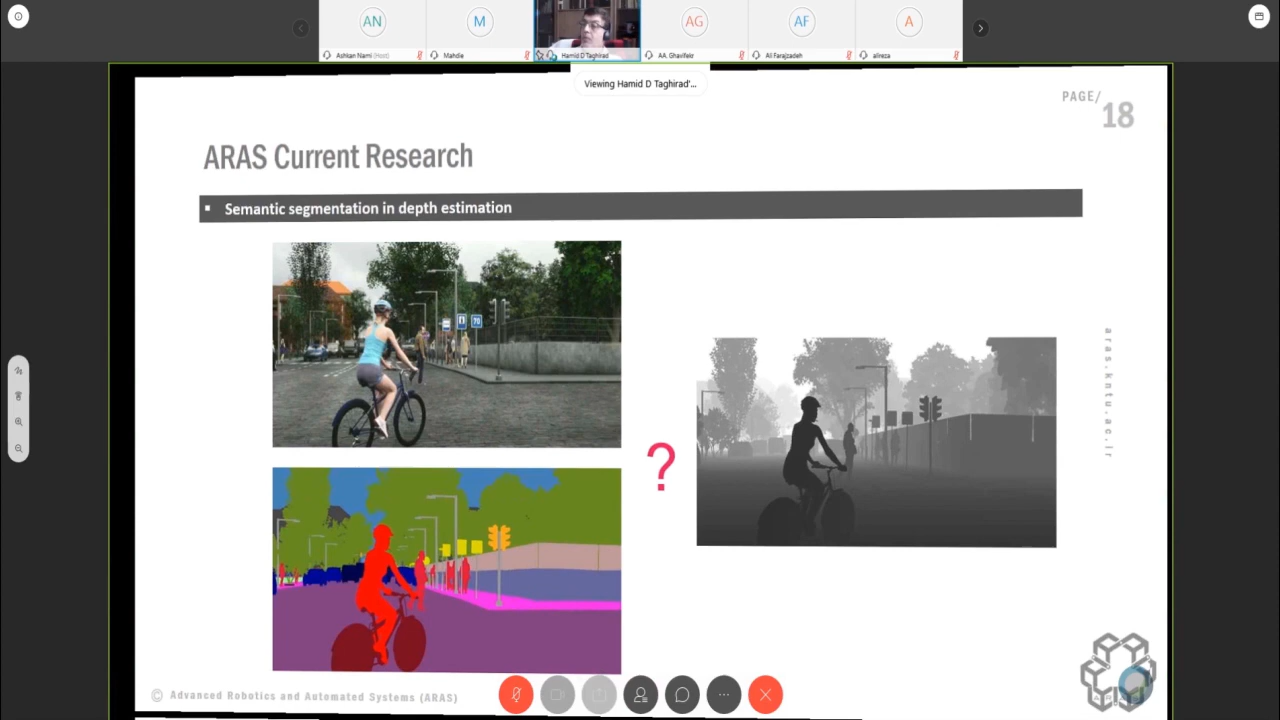 AN
M
AG
AF
A
Ashkan Nami (Host)
Mahdie
Hamid D Taghirad
AA. Ghavifekr
Ali Farajzadeh
alireza
Viewing Hamid D Taghirad'...
PAGE/
18
ARAS Current Research
Semantic segmentation in depth estimation
70
?
aras.kntu.ac.ir
© Advanced Robotics and Automated Systems (ARAS)